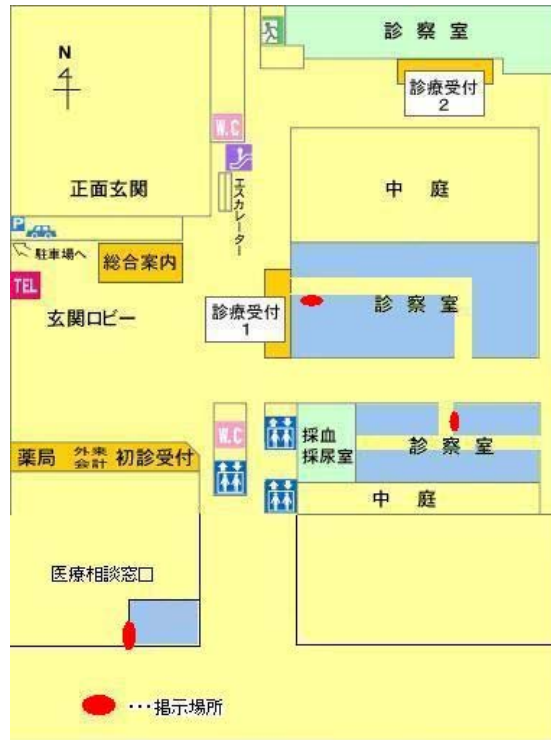 診察室
N
診療受付
2
W.C
正面玄関
エスカレーター
中庭
P
駐車場へ
総合案内
TEL
玄関ロビー
診療受付
1
診察室
W.C
採血
採尿室
診察室
薬局 外来
会計 初診受付
中庭
医療相談窓口
・・・掲示場所